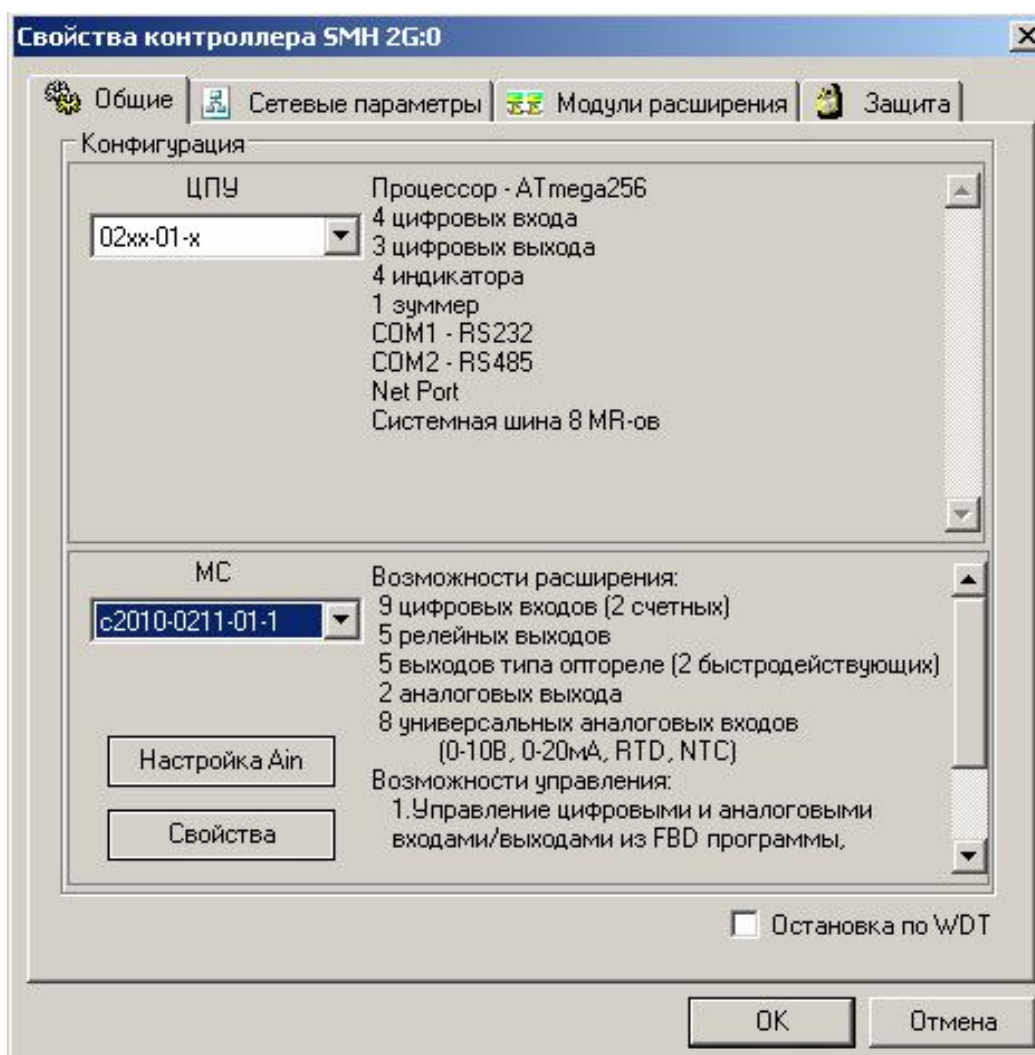 Свойства контроллера SMH 2G:0
Общие
Сетевые параметры
Модули расширения
Защита
Конфигурация
ЦПУ
02xx-01-x
Процессор - ATmega256
4 цифровых входа
3 цифровых выхода
4 индикатора
1 зуммер
COM1 - RS232
COM2 - RS485
Net Port
Системная шина 8 MR-ов
МС
c2010-0211-01-1
Настройка Ain
Свойства
Возможности расширения:
9 цифровых входов (2 счетных)
5 релейных выходов
5 выходов типа оптореле (2 быстродействующих)
2 аналоговых выхода
8 универсальных аналоговых входов
(0-10В, 0-20мА, RTD, NTC)
Возможности управления:
1.Управление цифровыми и аналоговыми
входами/выходами из FBD программы,
Остановка по WDT
OK
Отмена